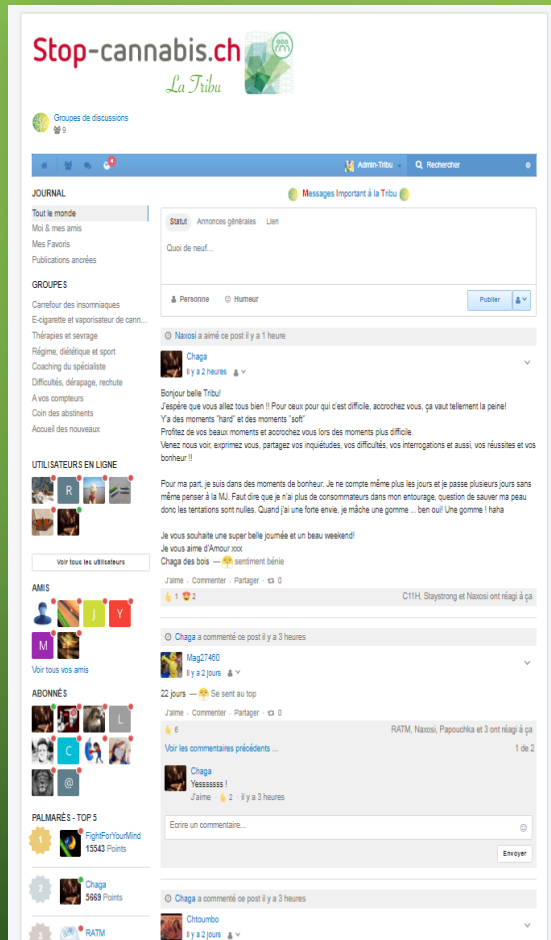 Stop-cannabis.ch
La Tribu
Groupes de discussions
9
Admin-Tribu
Rechercher
JOURNAL
Tout le monde
Moi & mes amis
Mes Favoris
Publications ancrées
GROUPES
Carrefour des insomniaques
E-cigarette et vaporisateur de cann...
Thérapies et sevrage
Régime, diététique et sport
Coaching du spécialiste
Difficultés, dérapage, rechute
A vos compteurs
Coin des abstinents
Accueil des nouveaux
UTILISATEURS EN LIGNE
R
Voir tous les utilisateurs
AMIS
J
Y
M
Voir tous vos amis
ABONNÉS
L
C
@
PALMARÈS - TOP 5
1
FightForYourMind
15543 Points
2
Chaga
5669 Points
3
RATM
Messages Important à la Tribu
Statut Annonces générales Lien
Quoi de neuf...
Personne Humeur
Publier
Naxosi a aimé ce post il y a 1 heure
Chaga
Il y a 2 heures
Bonjour belle Tribu!
J'espère que vous allez tous bien !! Pour ceux pour qui c'est difficile, accrochez vous, ça vaut tellement la peine!
Y'a des moments "hard" et des moments "soft"
Profitez de vos beaux moments et accrochez vous lors des moments plus difficile.
Venez nous voir, exprimez vous, partagez vos inquiétudes, vos difficultés, vos interrogations et aussi, vos réussites et vos
bonheur !!
Pour ma part, je suis dans des moments de bonheur. Je ne compte même plus les jours et je passe plusieurs jours sans
même penser à la MJ. Faut dire que je n'ai plus de consommateurs dans mon entourage, question de sauver ma peau
donc les tentations sont nulles. Quand j'ai une forte envie, je mâche une gomme ... ben oui! Une gomme ! haha
Je vous souhaite une super belle journée et un beau weekend!
Je vous aime d'Amour xxx
Chaga des bois — sentiment bénie
J'aime · Commenter · Partager · 0
1 2
C11H, Staystrong et Naxosi ont réagi à ça
Chaga a commenté ce post il y a 3 heures
Mag27460
Il y a 2 jours
22 jours — Se sent au top
J'aime · Commenter · Partager · 0
6
RATM, Naxosi, Papouchka et 3 ont réagi à ça
Voir les commentaires précédents ...
1 de 2
Chaga
Yesssssss !
J'aime · 2 · il y a 3 heures
Ecrire un commentaire...
Envoyer
Chaga a commenté ce post il y a 3 heures
Chtoumbo
Il y a 2 jours